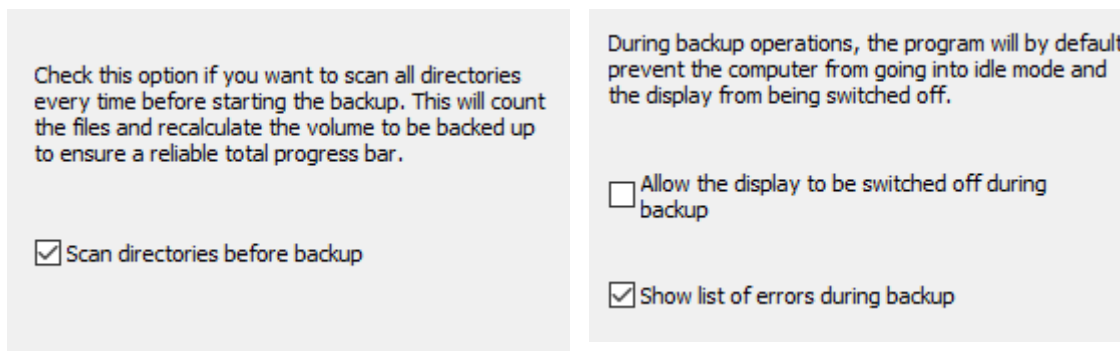 Check this option if you want to scan all directories
every time before starting the backup. This will count
the files and recalculate the volume to be backed up
to ensure a reliable total progress bar.
Scan directories before backup
During backup operations, the program will by default
prevent the computer from going into idle mode and
the display from being switched off.
Allow the display to be switched off during
backup
Show list of errors during backup